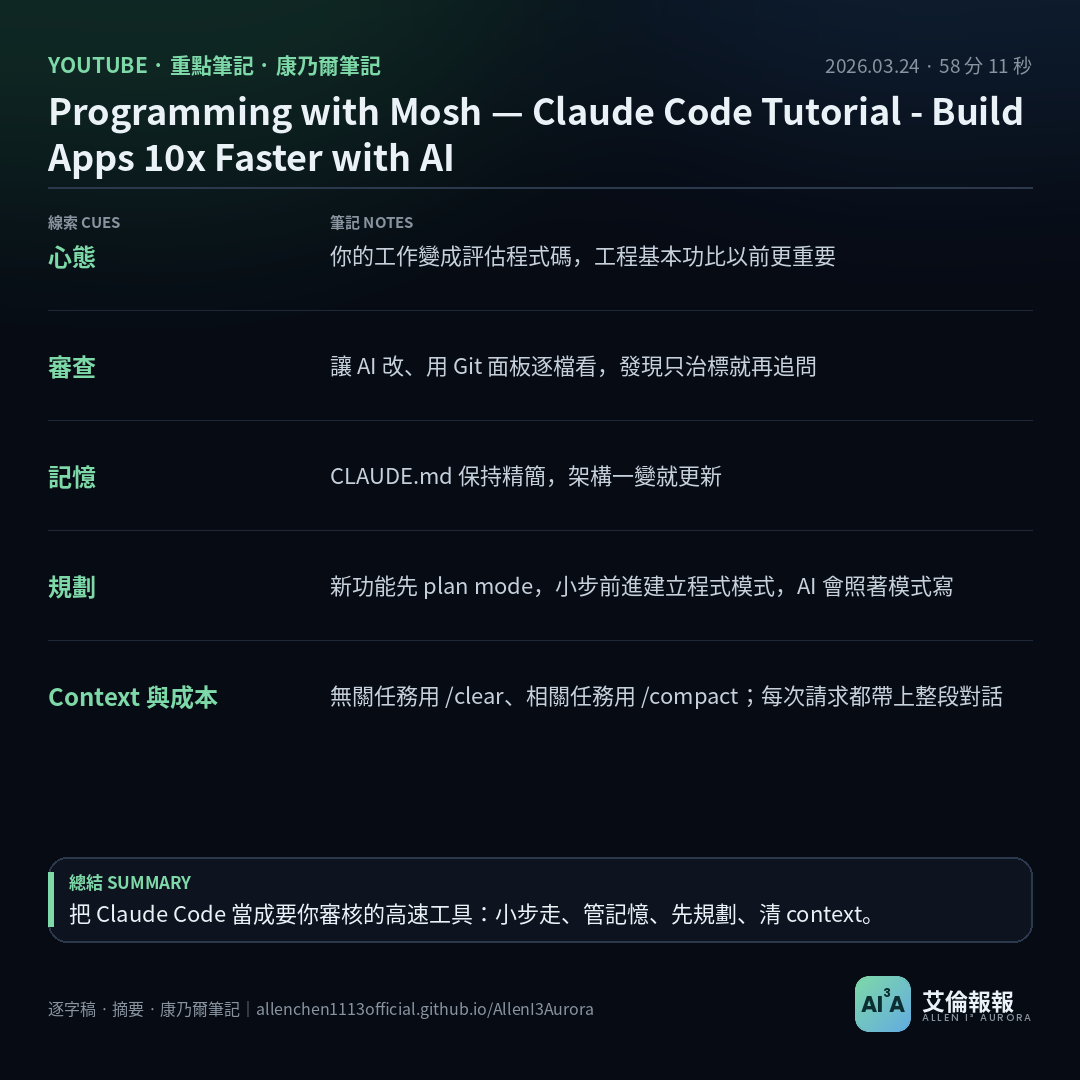 YOUTUBE · 重點筆記 · 康乃爾筆記
2026.03.24 · 58 分 11 秒
Programming with Mosh — Claude Code Tutorial - Build
Apps 10x Faster with AI
線索 CUES
筆記 NOTES
心態
你的工作變成評估程式碼，工程基本功比以前更重要
審查
讓 AI 改、用 Git 面板逐檔看，發現只治標就再追問
記憶
CLAUDE.md 保持精簡，架構一變就更新
規劃
新功能先 plan mode，小步前進建立程式模式，AI 會照著模式寫
Context 與成本
無關任務用 /clear、相關任務用 /compact；每次請求都帶上整段對話
總結 SUMMARY
把 Claude Code 當成要你審核的高速工具：小步走、管記憶、先規劃、清 context。
逐字稿 · 摘要 · 康乃爾筆記｜allenchen1113official.github.io/AllenI3Aurora
AI³A
艾倫報報
ALLEN I³ AURORA